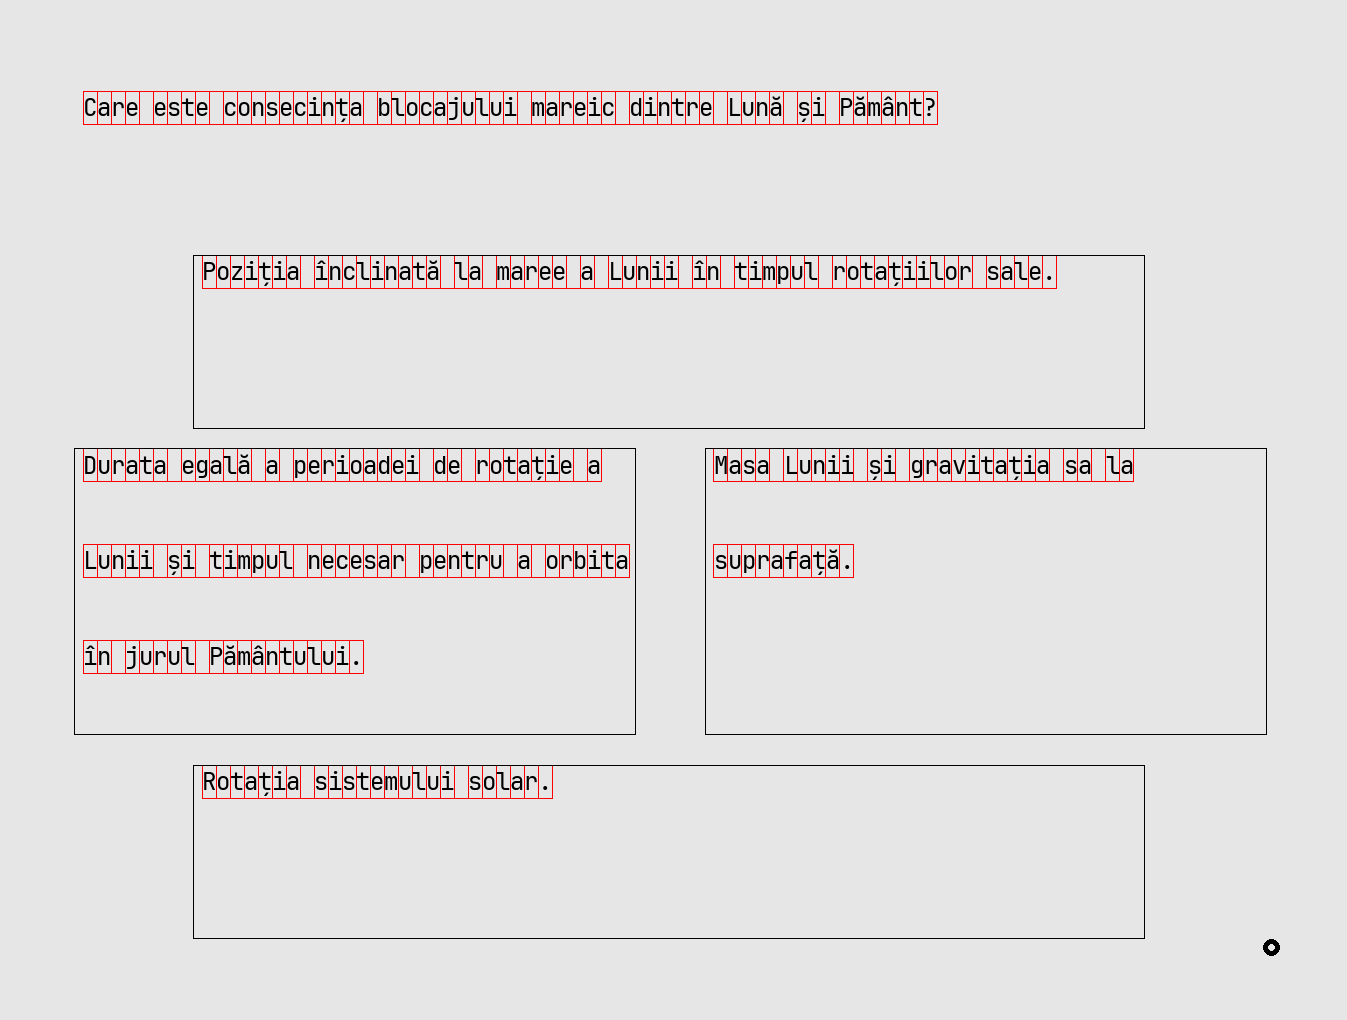 Care este consecința blocajului mareic dintre Lună și Pământ?
Poziția înclinată la maree a Lunii în timpul rotațiilor sale.
Durata egală a perioadei de rotație a
Lunii și timpul necesar pentru a orbita
în jurul Pământului.
Masa Lunii și gravitația sa la
suprafață.
Rotația sistemului solar.